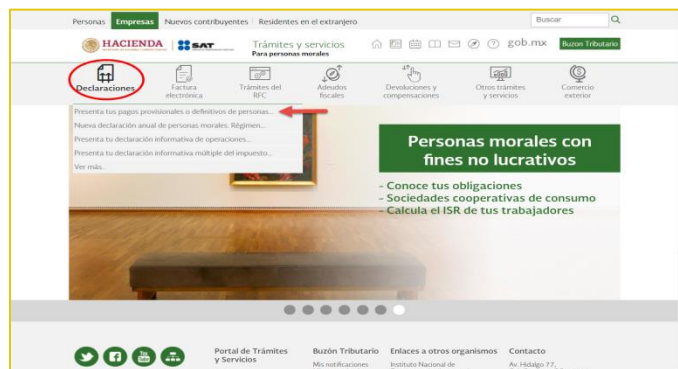 Personas Empresas Nuevos contribuyentes Residentes en el extranjero Buscar
HACIENDA SAT Trámites y servicios gob.mx Buzon Tributario
Para personas morales
Declaraciones Factura electrónica Trámites del RFC Adeudos fiscales Devoluciones y compensaciones Otros trámites y servicios Comercio exterior
Presenta tus pagos provisionales o definitivos de personas...
Nueva declaración anual de personas morales. Régimen...
Presenta tu declaración informativa de operaciones...
Presenta tu declaración informativa múltiple del impuesto...
Ver más...
Personas morales con
fines no lucrativos
- Conoce tus obligaciones
- Sociedades cooperativas de consumo
- Calcula el ISR de tus trabajadores
Portal de Trámites y Servicios
Buzón Tributario
Mis notificaciones
Enlaces a otros organismos
Instituto Nacional de
Contacto
Av. Hidalgo 77,